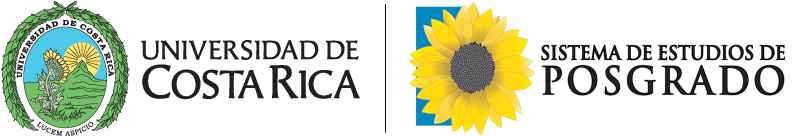 UNIVERSIDAD DE COSTA RICA
LUCEM ASPICIO
UNIVERSIDAD DE
COSTA RICA
SISTEMA DE ESTUDIOS DE
POSGRADO